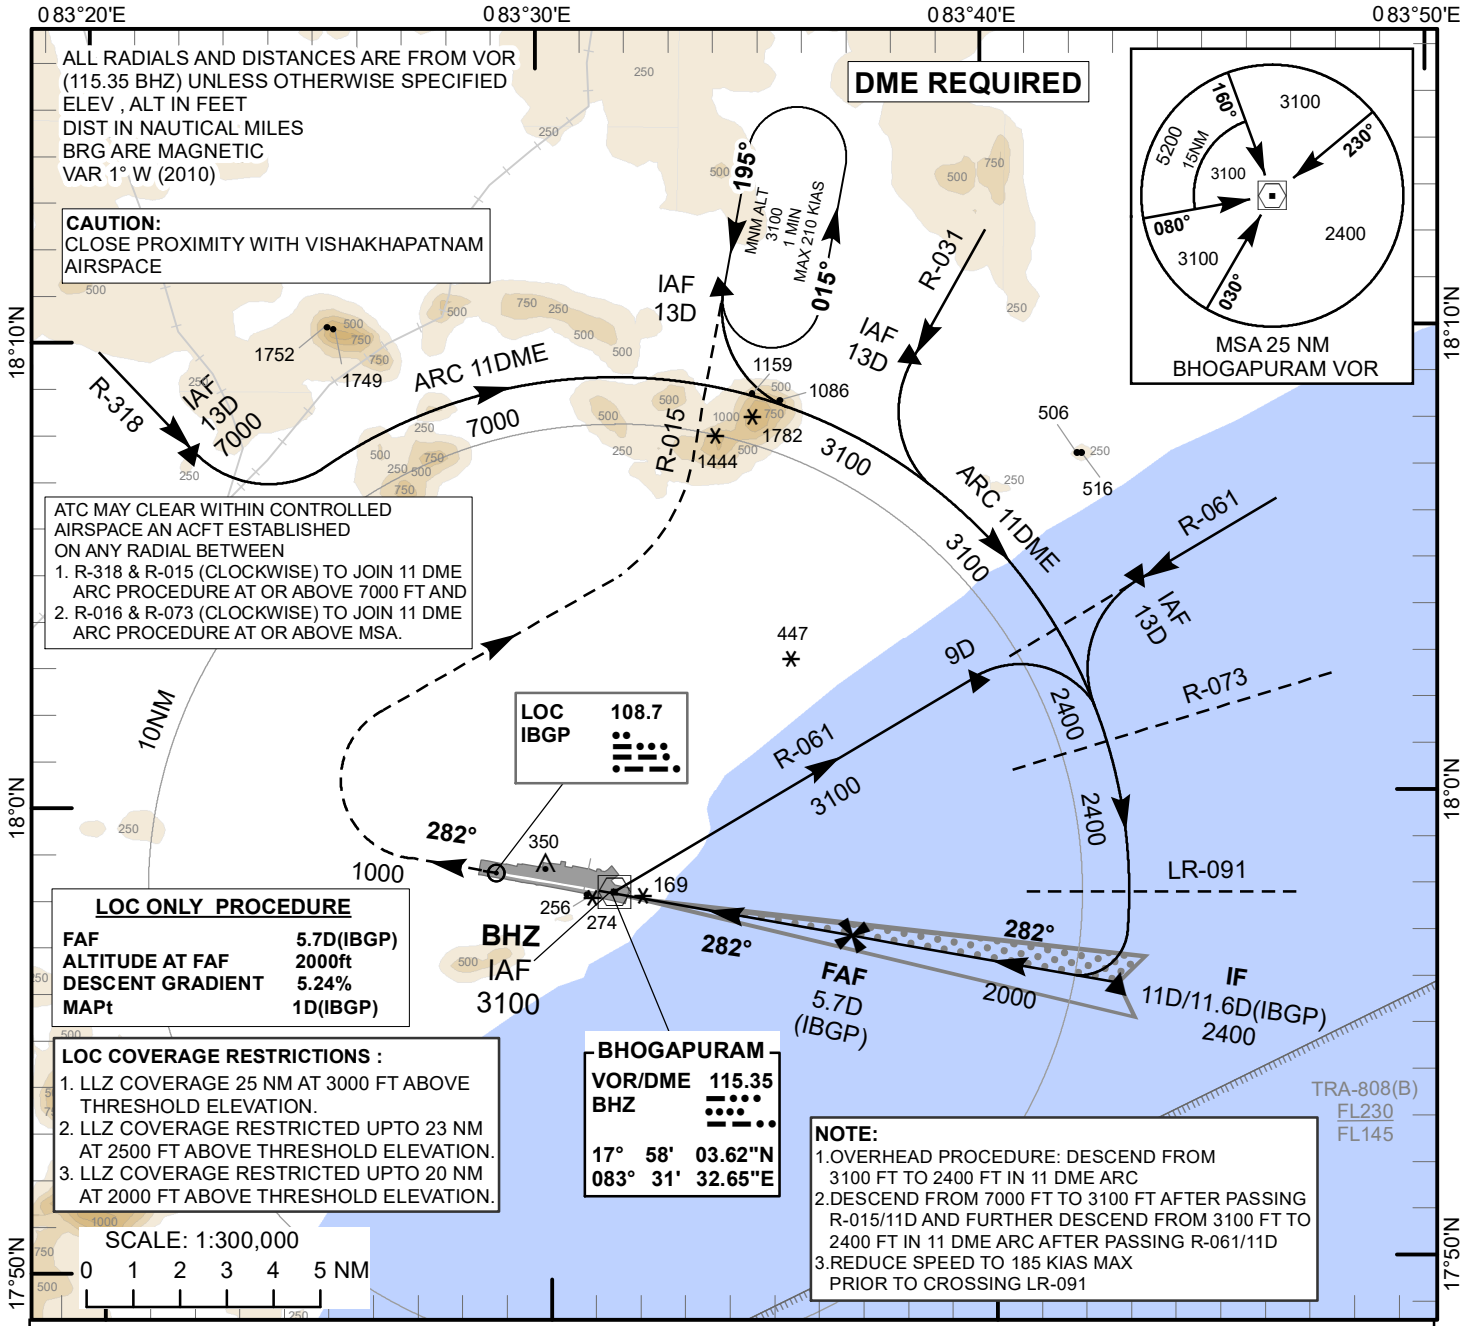 083°20'E
083°30'E
083°40'E
083°50'E
ALL RADIALS AND DISTANCES ARE FROM VOR
(115.35 BHZ) UNLESS OTHERWISE SPECIFIED
ELEV , ALT IN FEET
DIST IN NAUTICAL MILES
BRG ARE MAGNETIC
VAR 1° W (2010)
CAUTION:
CLOSE PROXIMITY WITH VISHAKHAPATNAM
AIRSPACE
DME REQUIRED
160°
3100
230°
5200
15NM
3100
080°
3100
030°
2400
MSA 25 NM
BHOGAPURAM VOR
195°
MNM ALT
3100
1 MIN
MAX 210 KIAS
015°
IAF
13D
R-031
IAF
13D
18°10'N
18°10'N
1752
1749
R-318
IAF
13D
7000
ARC 11DME
7000
R-015
1159
1086
1782
1444
3100
506
516
ARC 11DME
3100
R-061
IAF
13D
ATC MAY CLEAR WITHIN CONTROLLED
AIRSPACE AN ACFT ESTABLISHED
ON ANY RADIAL BETWEEN
1. R-318 & R-015 (CLOCKWISE) TO JOIN 11 DME
ARC PROCEDURE AT OR ABOVE 7000 FT AND
2. R-016 & R-073 (CLOCKWISE) TO JOIN 11 DME
ARC PROCEDURE AT OR ABOVE MSA.
447
9D
R-073
2400
10NM
LOC 108.7
IBGP
R-061
3100
2400
18°0'N
18°0'N
282°
350
1000
LR-091
169
256
274
BHZ
IAF
3100
282°
282°
FAF
5.7D
(IBGP)
2000
IF
11D/11.6D(IBGP)
2400
LOC ONLY PROCEDURE
FAF 5.7D(IBGP)
ALTITUDE AT FAF 2000ft
DESCENT GRADIENT 5.24%
MAPt 1D(IBGP)
LOC COVERAGE RESTRICTIONS :
1. LLZ COVERAGE 25 NM AT 3000 FT ABOVE
THRESHOLD ELEVATION.
2. LLZ COVERAGE RESTRICTED UPTO 23 NM
AT 2500 FT ABOVE THRESHOLD ELEVATION.
3. LLZ COVERAGE RESTRICTED UPTO 20 NM
AT 2000 FT ABOVE THRESHOLD ELEVATION.
BHOGAPURAM
VOR/DME 115.35
BHZ
17° 58' 03.62"N
083° 31' 32.65"E
TRA-808(B)
FL230
FL145
NOTE:
1.OVERHEAD PROCEDURE: DESCEND FROM
3100 FT TO 2400 FT IN 11 DME ARC
2.DESCEND FROM 7000 FT TO 3100 FT AFTER PASSING
R-015/11D AND FURTHER DESCEND FROM 3100 FT TO
2400 FT IN 11 DME ARC AFTER PASSING R-061/11D
3.REDUCE SPEED TO 185 KIAS MAX
PRIOR TO CROSSING LR-091
SCALE: 1:300,000
0 1 2 3 4 5 NM
17°50'N
17°50'N